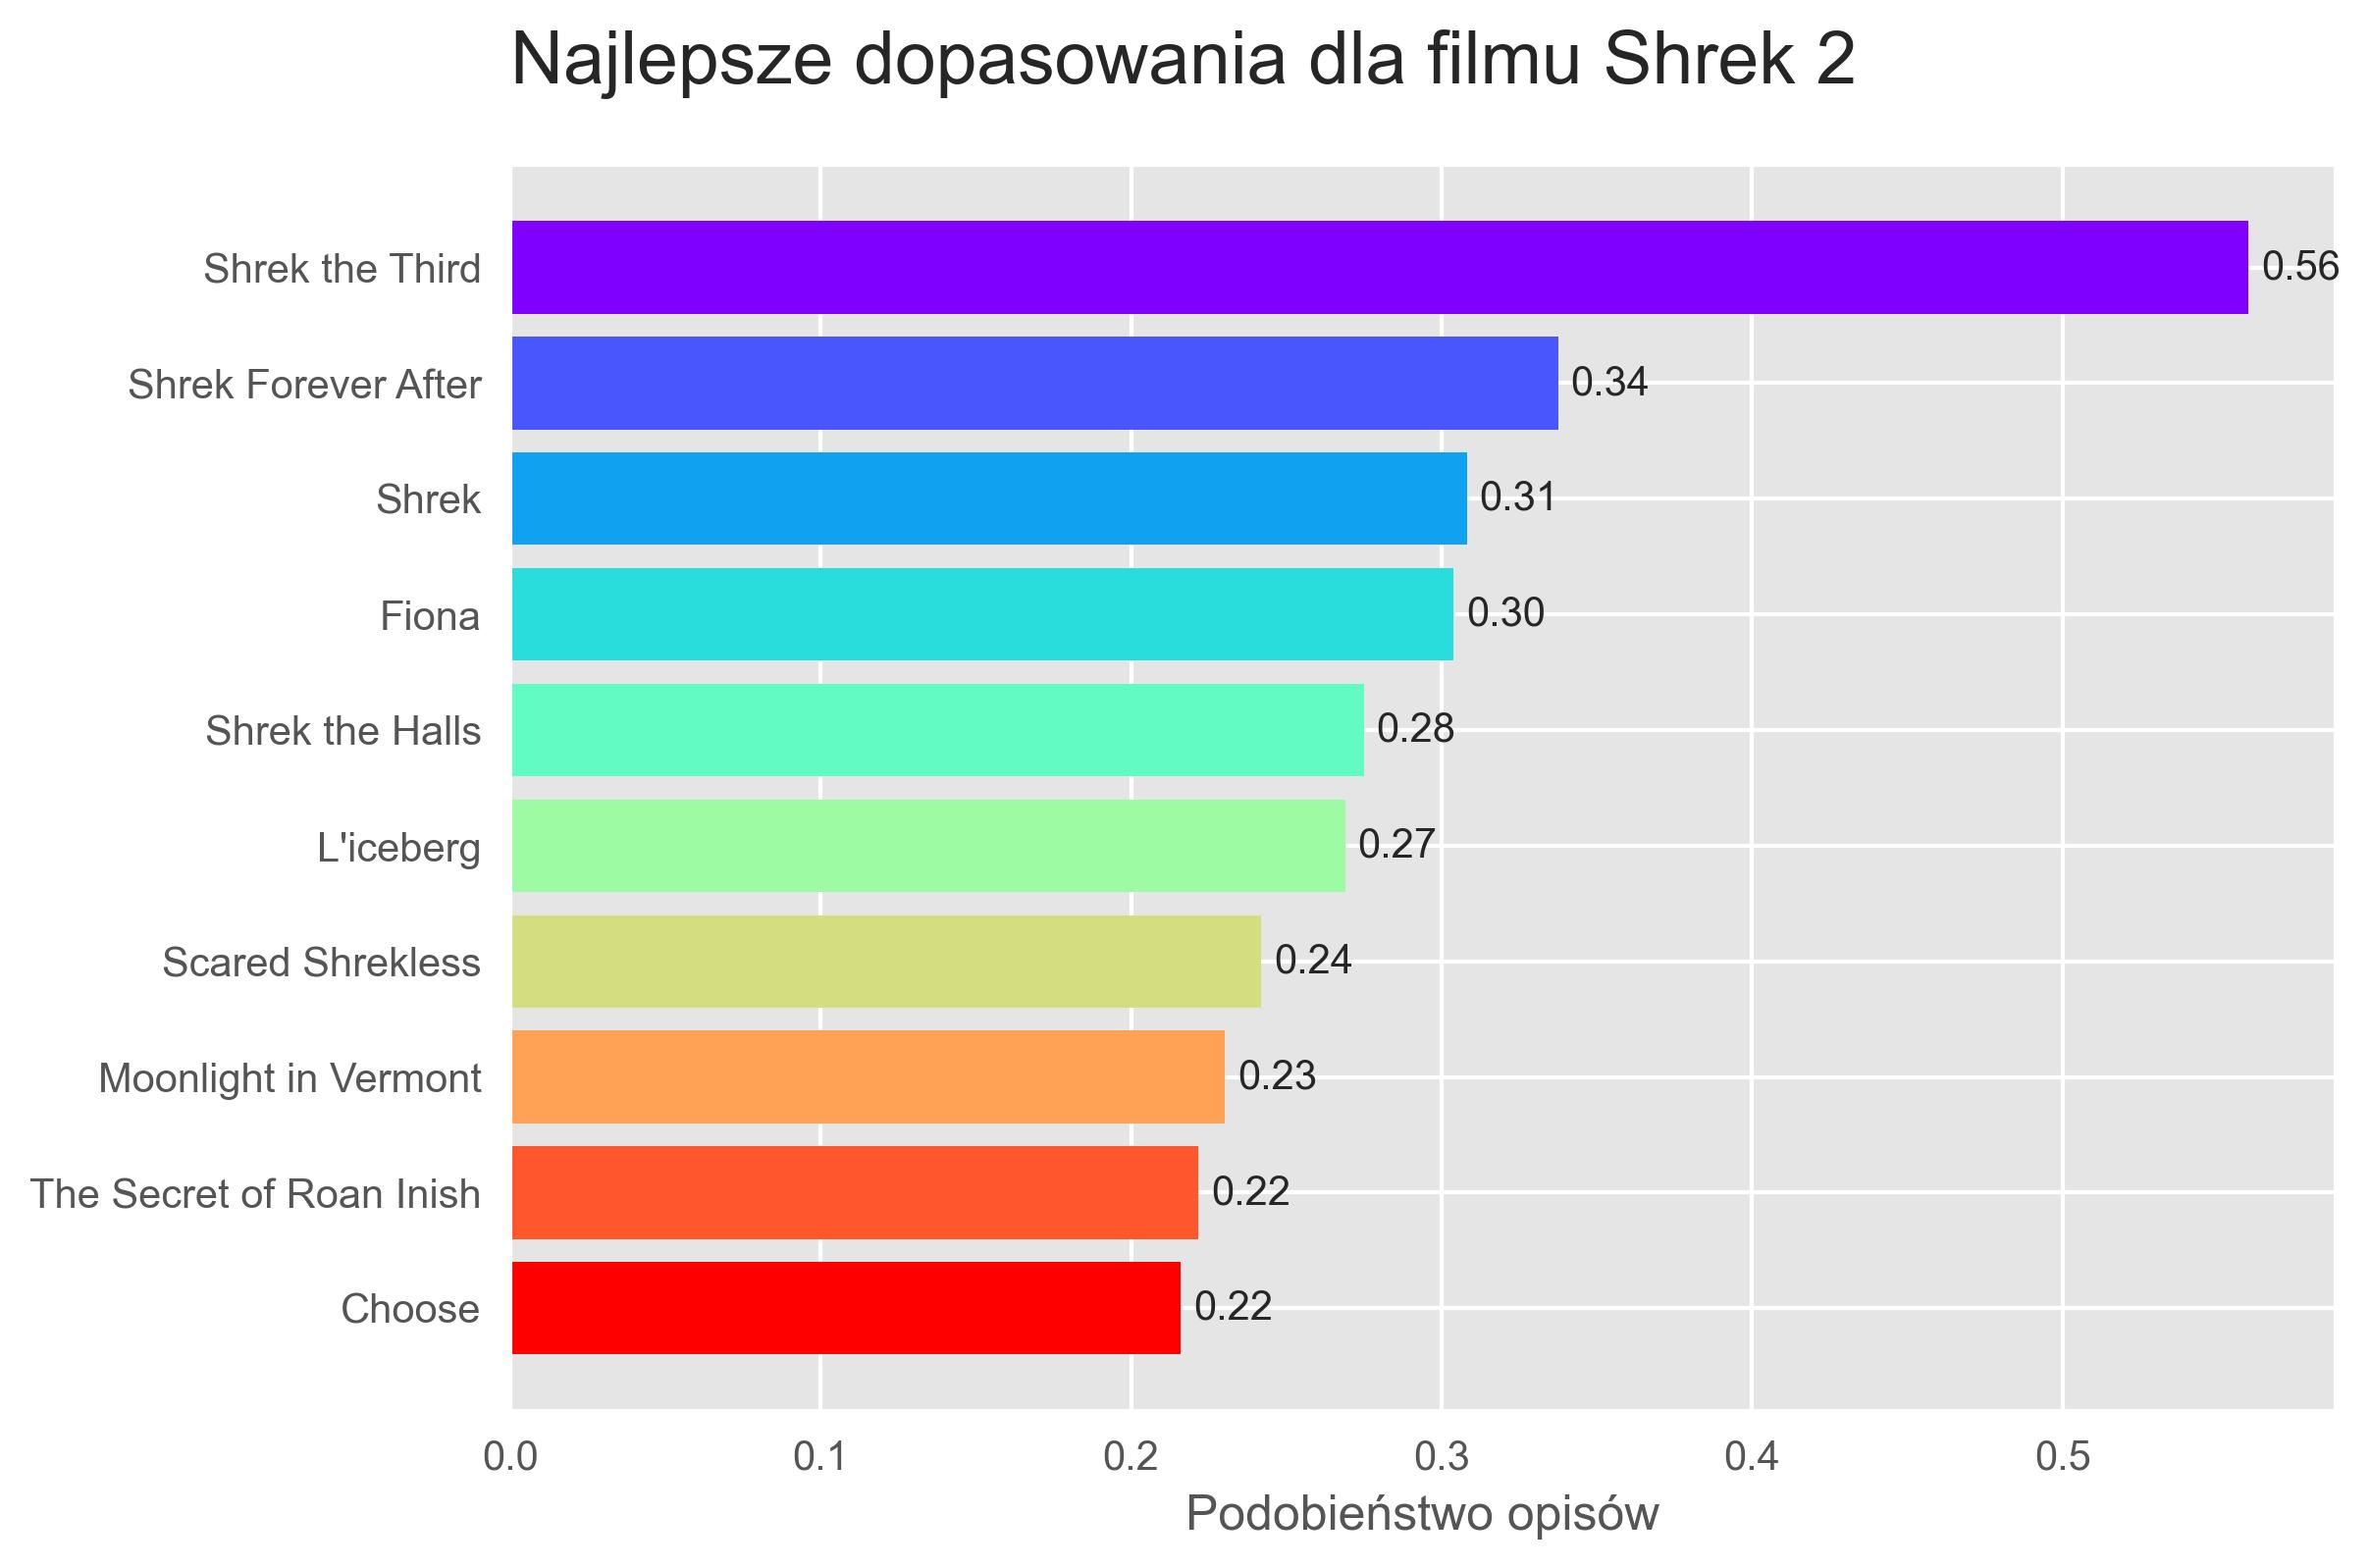 Najlepsze dopasowania dla filmu Shrek 2
Shrek the Third 0.56
Shrek Forever After 0.34
Shrek 0.31
Fiona 0.30
Shrek the Halls 0.28
L'iceberg 0.27
Scared Shrekless 0.24
Moonlight in Vermont 0.23
The Secret of Roan Inish 0.22
Choose 0.22
0.0 0.1 0.2 0.3 0.4 0.5
Podobieństwo opisów